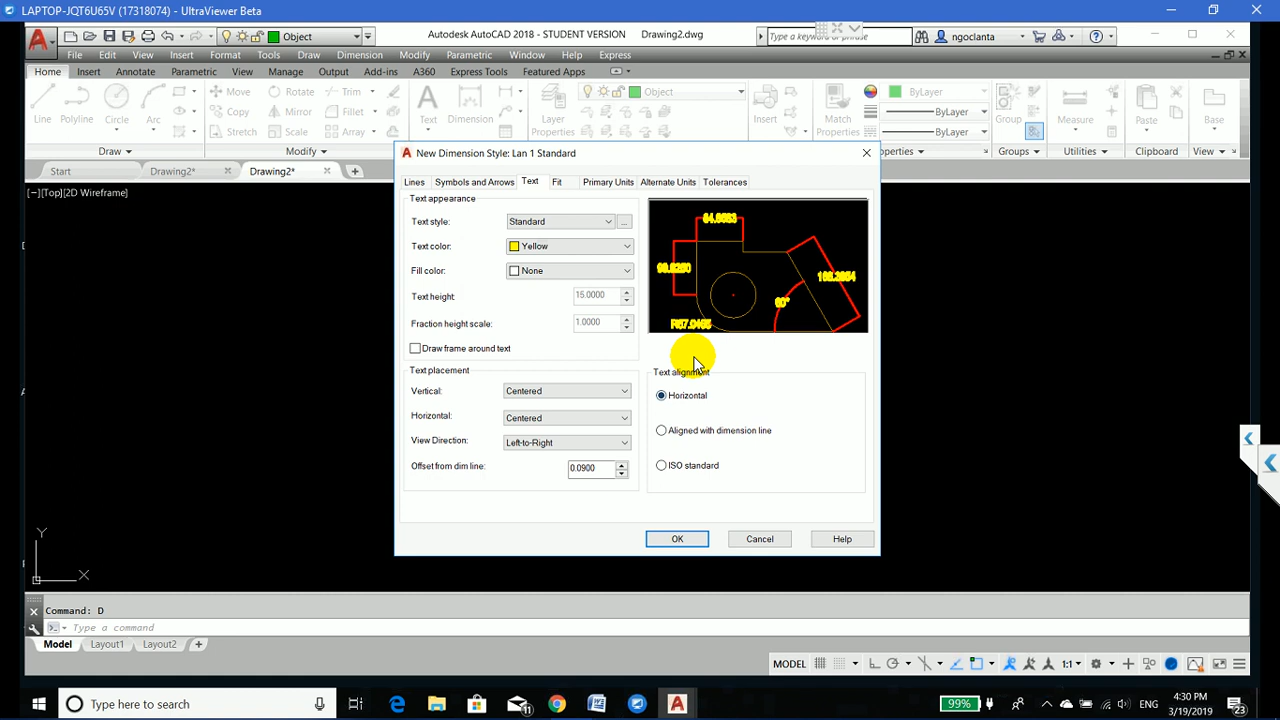 LAPTOP-JQT6U65V (17318074) - UltraViewer Beta
Object
Autodesk AutoCAD 2018 - STUDENT VERSION
Drawing2.dwg
Type a keyword or phrase
ngoclanta
File
Edit
View
Insert
Format
Tools
Draw
Dimension
Modify
Parametric
Window
Help
Express
Home
Insert
Annotate
Parametric
View
Manage
Output
Add-ins
A360
Express Tools
Featured Apps
Line
Polyline
Circle
Arc
Move
Rotate
Trim
Copy
Mirror
Fillet
Stretch
Scale
Array
Text
Dimension
Layer
Properties
Object
Insert
Match
Properties
ByLayer
ByLayer
ByLayer
Group
Measure
Paste
Base
Draw
Modify
Properties
Groups
Utilities
Clipboard
View
Start
Drawing2*
Drawing2*
[−][Top][2D Wireframe]
New Dimension Style: Lan 1 Standard
Lines
Symbols and Arrows
Text
Fit
Primary Units
Alternate Units
Tolerances
Text appearance
Text style:
Standard
...
Text color:
Yellow
Fill color:
None
Text height:
15.0000
Fraction height scale:
1.0000
Draw frame around text
60°
Text placement
Vertical:
Centered
Horizontal:
Centered
View Direction:
Left-to-Right
Offset from dim line:
0.0900
Text alignment
Horizontal
Aligned with dimension line
ISO standard
OK
Cancel
Help
Y
X
Command: D
Type a command
Model
Layout1
Layout2
MODEL
1:1
Type here to search
11
99%
ENG
4:30 PM
3/19/2019
23